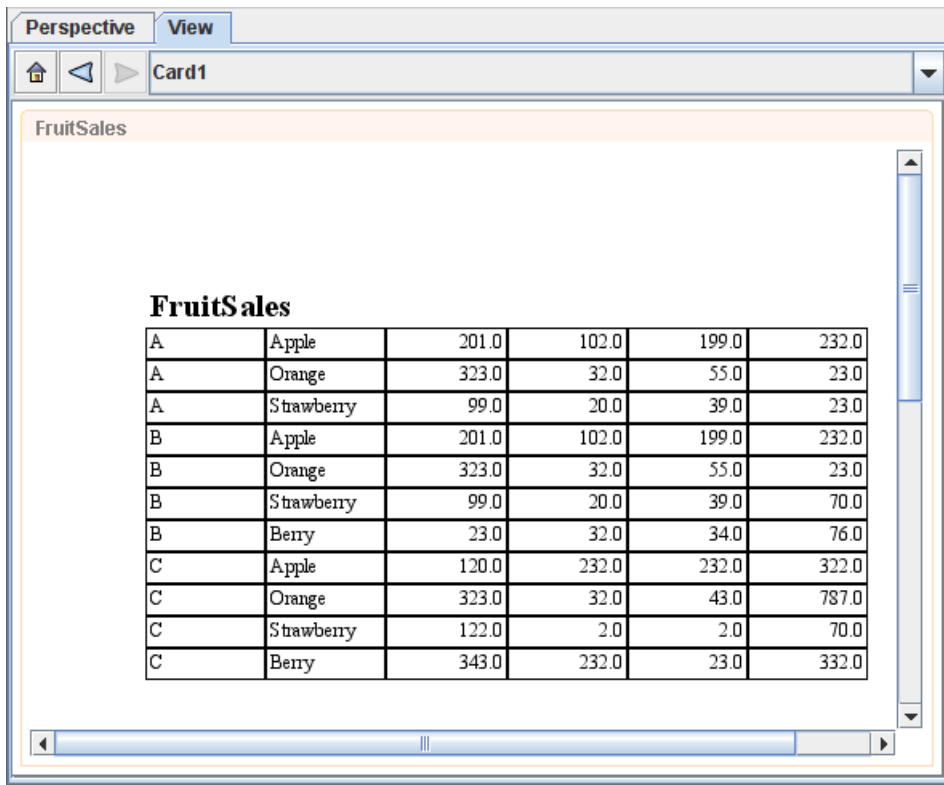 Perspective View
Card1
FruitSales
FruitSales
A Apple 201.0 102.0 199.0 232.0
A Orange 323.0 32.0 55.0 23.0
A Strawberry 99.0 20.0 39.0 23.0
B Apple 201.0 102.0 199.0 232.0
B Orange 323.0 32.0 55.0 23.0
B Strawberry 99.0 20.0 39.0 70.0
B Berry 23.0 32.0 34.0 76.0
C Apple 120.0 232.0 232.0 322.0
C Orange 323.0 32.0 43.0 787.0
C Strawberry 122.0 2.0 2.0 70.0
C Berry 343.0 232.0 23.0 332.0